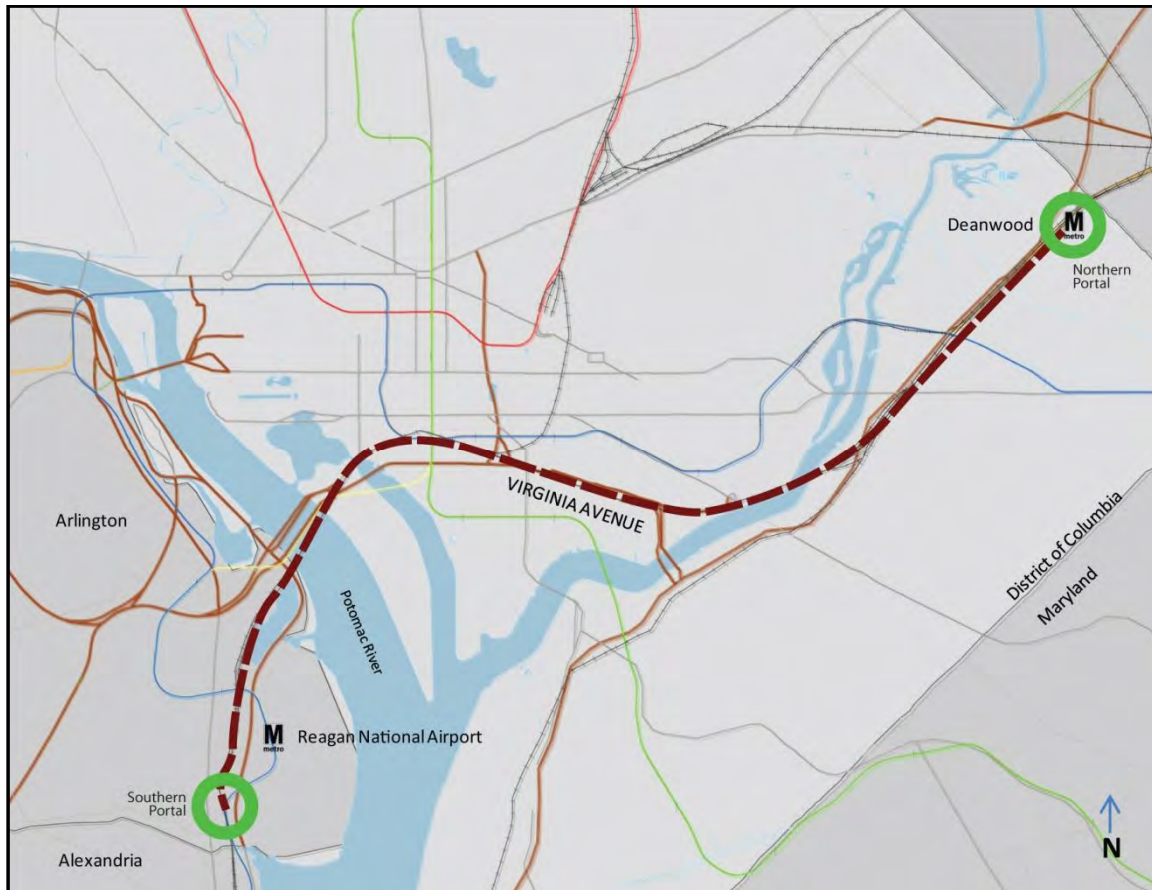 Deanwood
M
metro
Northern
Portal
Arlington
VIRGINIA AVENUE
District of Columbia
Maryland
Potomac River
M
metro
Reagan National Airport
Southern
Portal
Alexandria
N